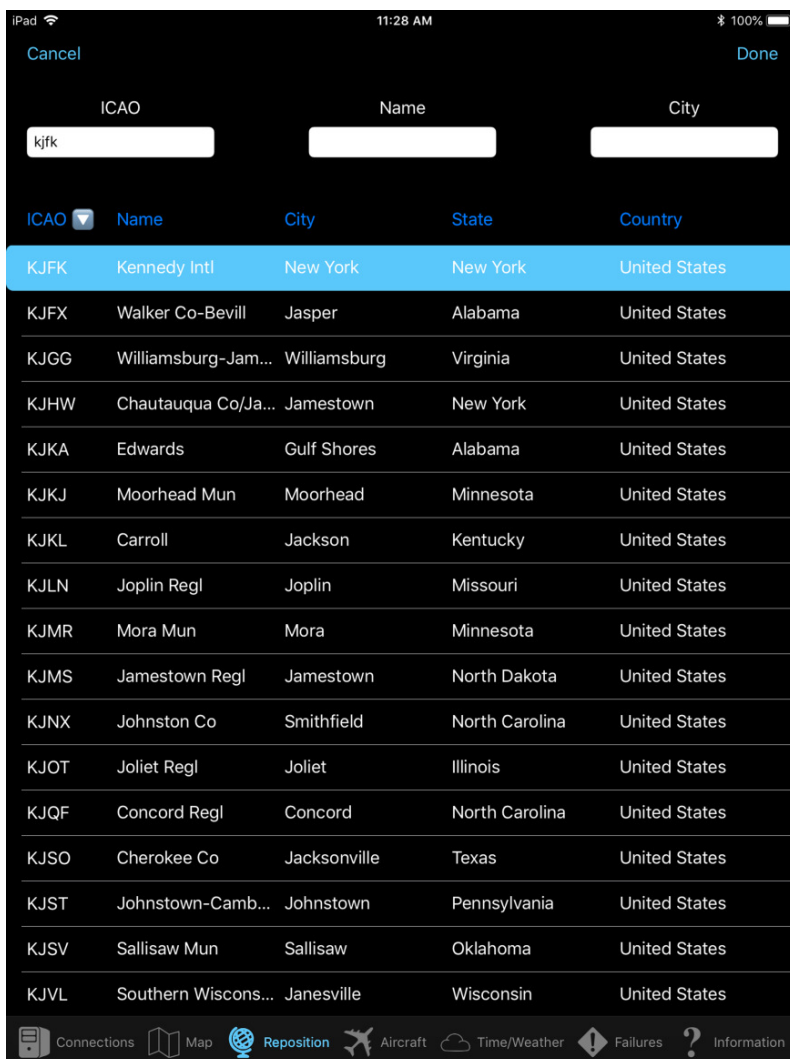 iPad 11:28 AM 100%
Cancel Done
ICAO Name City
kjfk
ICAO Name City State Country
KJFK Kennedy Intl New York New York United States
KJFX Walker Co-Bevill Jasper Alabama United States
KJGG Williamsburg-Jam... Williamsburg Virginia United States
KJHW Chautauqua Co/Ja... Jamestown New York United States
KJKA Edwards Gulf Shores Alabama United States
KJKJ Moorhead Mun Moorhead Minnesota United States
KJKL Carroll Jackson Kentucky United States
KJLN Joplin Regl Joplin Missouri United States
KJMR Mora Mun Mora Minnesota United States
KJMS Jamestown Regl Jamestown North Dakota United States
KJNX Johnston Co Smithfield North Carolina United States
KJOT Joliet Regl Joliet Illinois United States
KJQF Concord Regl Concord North Carolina United States
KJSO Cherokee Co Jacksonville Texas United States
KJST Johnstown-Camb... Johnstown Pennsylvania United States
KJSV Sallisaw Mun Sallisaw Oklahoma United States
KJVL Southern Wiscons... Janesville Wisconsin United States
Connections Map Reposition Aircraft Time/Weather Failures Information